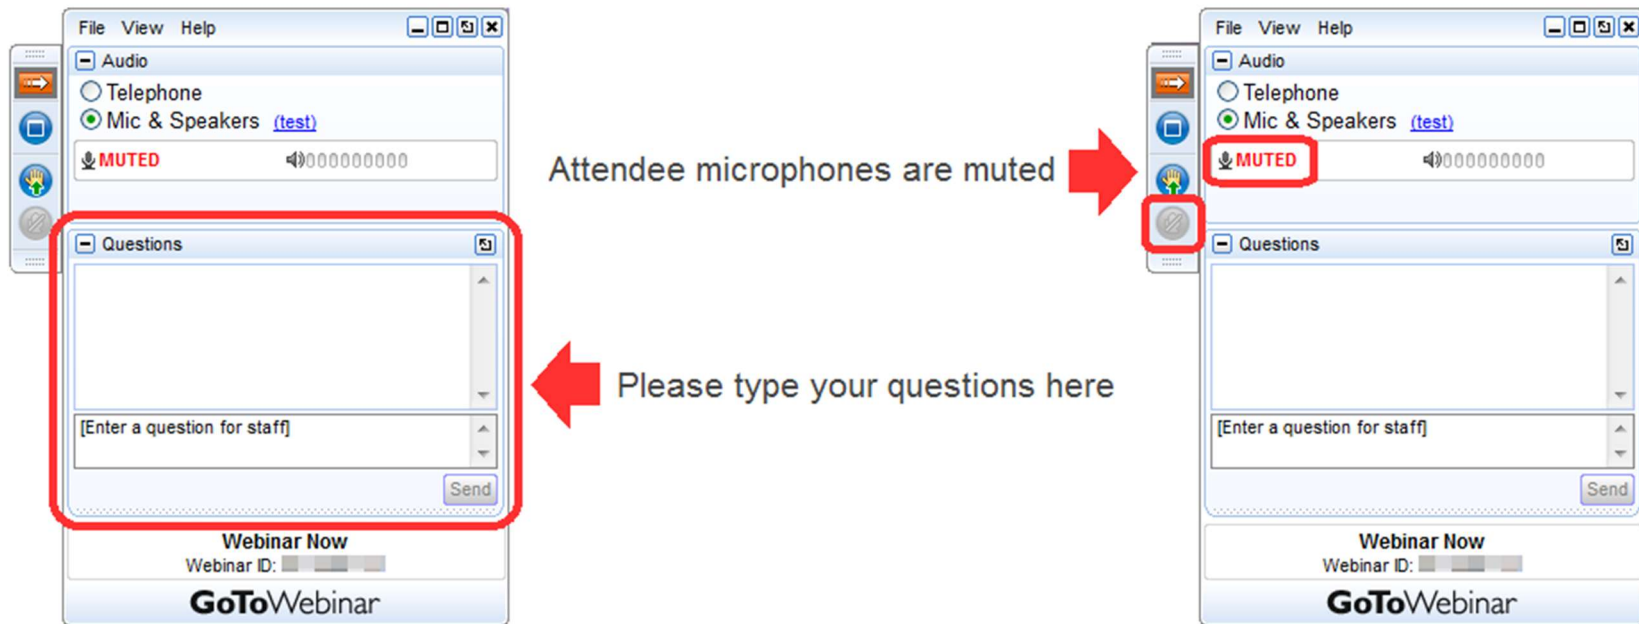 File View Help
Audio
Telephone
Mic & Speakers (test)
MUTED
Questions
[Enter a question for staff]
Send
Webinar Now
Webinar ID:
GoToWebinar
Attendee microphones are muted
Please type your questions here
File View Help
Audio
Telephone
Mic & Speakers (test)
MUTED
Questions
[Enter a question for staff]
Send
Webinar Now
Webinar ID:
GoToWebinar